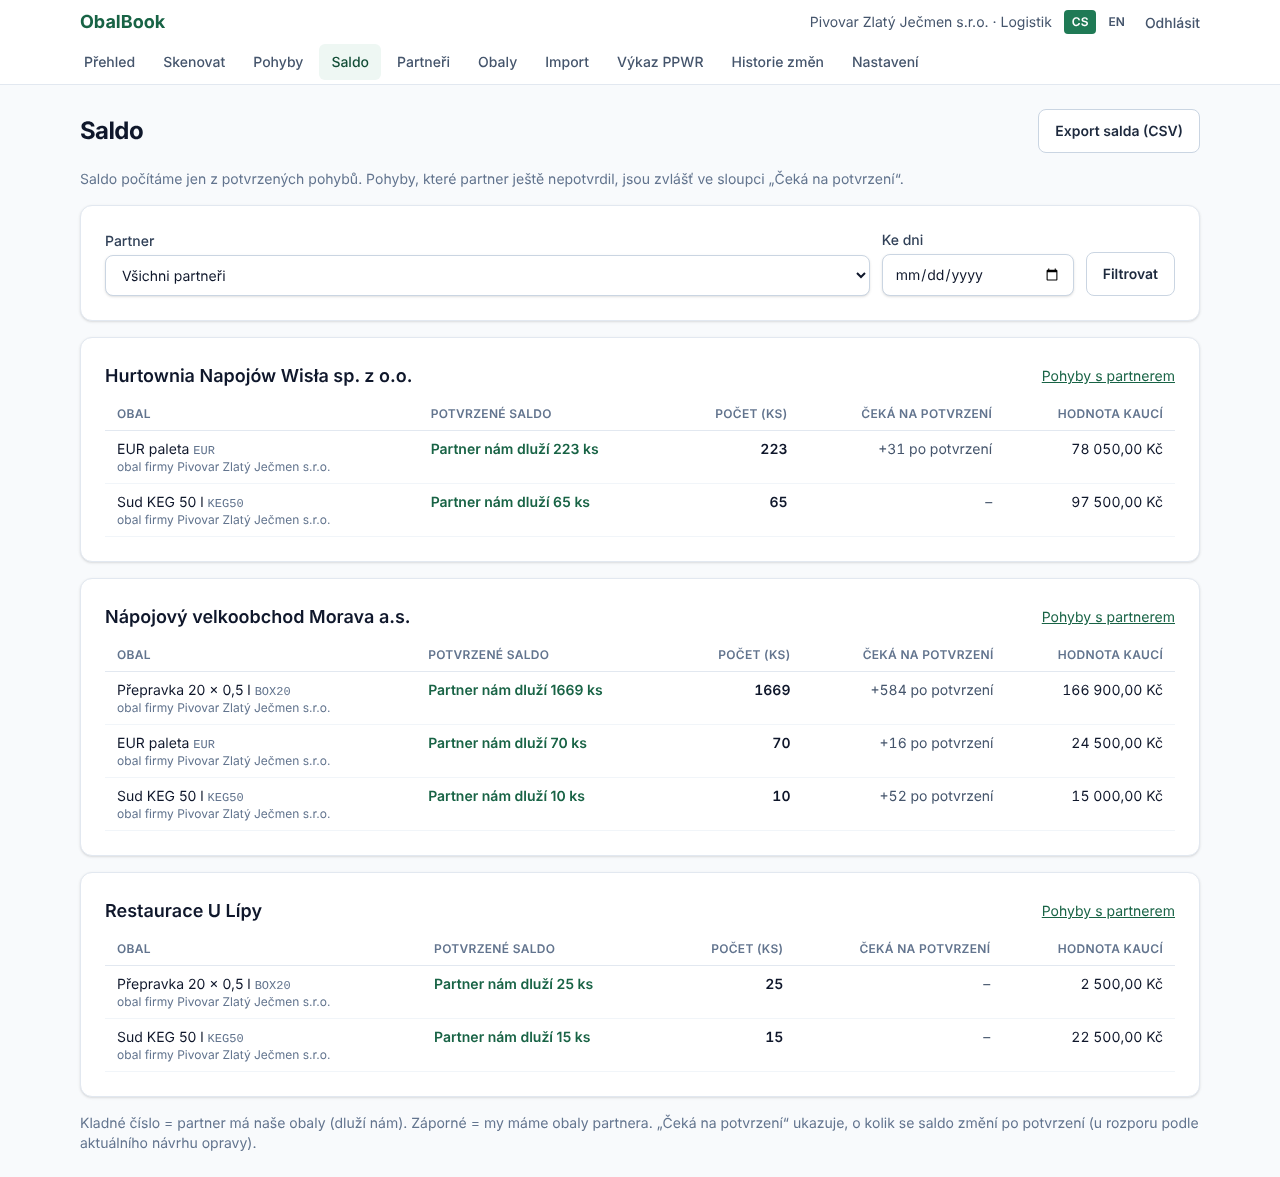 ObalBook
Pivovar Zlatý Ječmen s.r.o. · Logistik CS EN Odhlásit
Přehled Skenovat Pohyby Saldo Partneři Obaly Import Výkaz PPWR Historie změn Nastavení
Saldo
Export salda (CSV)
Saldo počítáme jen z potvrzených pohybů. Pohyby, které partner ještě nepotvrdil, jsou zvlášť ve sloupci „Čeká na potvrzení“.
Partner Ke dni
Všichni partneři mm/dd/yyyy Filtrovat
Hurtownia Napojów Wisła sp. z o.o. Pohyby s partnerem
OBAL POTVRZENÉ SALDO POČET (KS) ČEKÁ NA POTVRZENÍ HODNOTA KAUCÍ
EUR paleta EUR Partner nám dluží 223 ks 223 +31 po potvrzení 78 050,00 Kč
obal firmy Pivovar Zlatý Ječmen s.r.o.
Sud KEG 50 l KEG50 Partner nám dluží 65 ks 65 – 97 500,00 Kč
obal firmy Pivovar Zlatý Ječmen s.r.o.
Nápojový velkoobchod Morava a.s. Pohyby s partnerem
OBAL POTVRZENÉ SALDO POČET (KS) ČEKÁ NA POTVRZENÍ HODNOTA KAUCÍ
Přepravka 20 × 0,5 l BOX20 Partner nám dluží 1669 ks 1669 +584 po potvrzení 166 900,00 Kč
obal firmy Pivovar Zlatý Ječmen s.r.o.
EUR paleta EUR Partner nám dluží 70 ks 70 +16 po potvrzení 24 500,00 Kč
obal firmy Pivovar Zlatý Ječmen s.r.o.
Sud KEG 50 l KEG50 Partner nám dluží 10 ks 10 +52 po potvrzení 15 000,00 Kč
obal firmy Pivovar Zlatý Ječmen s.r.o.
Restaurace U Lípy Pohyby s partnerem
OBAL POTVRZENÉ SALDO POČET (KS) ČEKÁ NA POTVRZENÍ HODNOTA KAUCÍ
Přepravka 20 × 0,5 l BOX20 Partner nám dluží 25 ks 25 – 2 500,00 Kč
obal firmy Pivovar Zlatý Ječmen s.r.o.
Sud KEG 50 l KEG50 Partner nám dluží 15 ks 15 – 22 500,00 Kč
obal firmy Pivovar Zlatý Ječmen s.r.o.
Kladné číslo = partner má naše obaly (dluží nám). Záporné = my máme obaly partnera. „Čeká na potvrzení“ ukazuje, o kolik se saldo změní po potvrzení (u rozporu podle
aktuálního návrhu opravy).